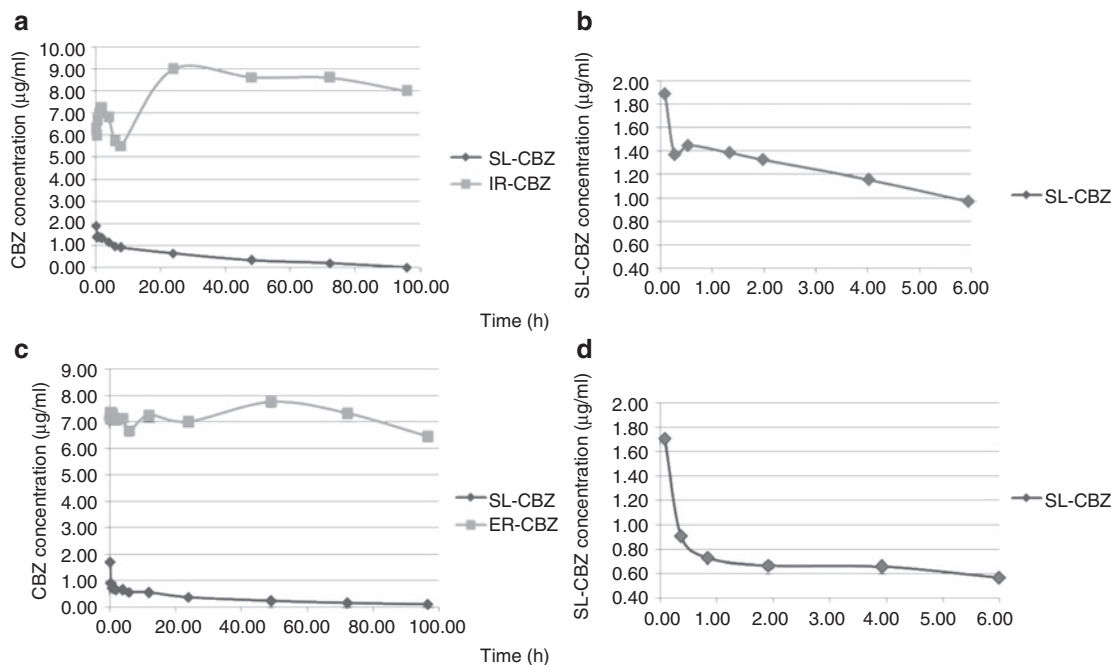 a
CBZ concentration (µg/ml)
10.00
9.00
8.00
7.00
6.00
5.00
4.00
3.00
2.00
1.00
0.00
0.00 20.00 40.00 60.00 80.00 100.00
SL-CBZ
IR-CBZ
Time (h)
b
SL-CBZ concentration (µg/ml)
2.00
1.80
1.60
1.40
1.20
1.00
0.80
0.60
0.40
0.00 1.00 2.00 3.00 4.00 5.00 6.00
SL-CBZ
c
CBZ concentration (µg/ml)
9.00
8.00
7.00
6.00
5.00
4.00
3.00
2.00
1.00
0.00
0.00 20.00 40.00 60.00 80.00 100.00
SL-CBZ
ER-CBZ
Time (h)
d
SL-CBZ concentration (µg/ml)
2.00
1.80
1.60
1.40
1.20
1.00
0.80
0.60
0.40
0.00 1.00 2.00 3.00 4.00 5.00 6.00
SL-CBZ